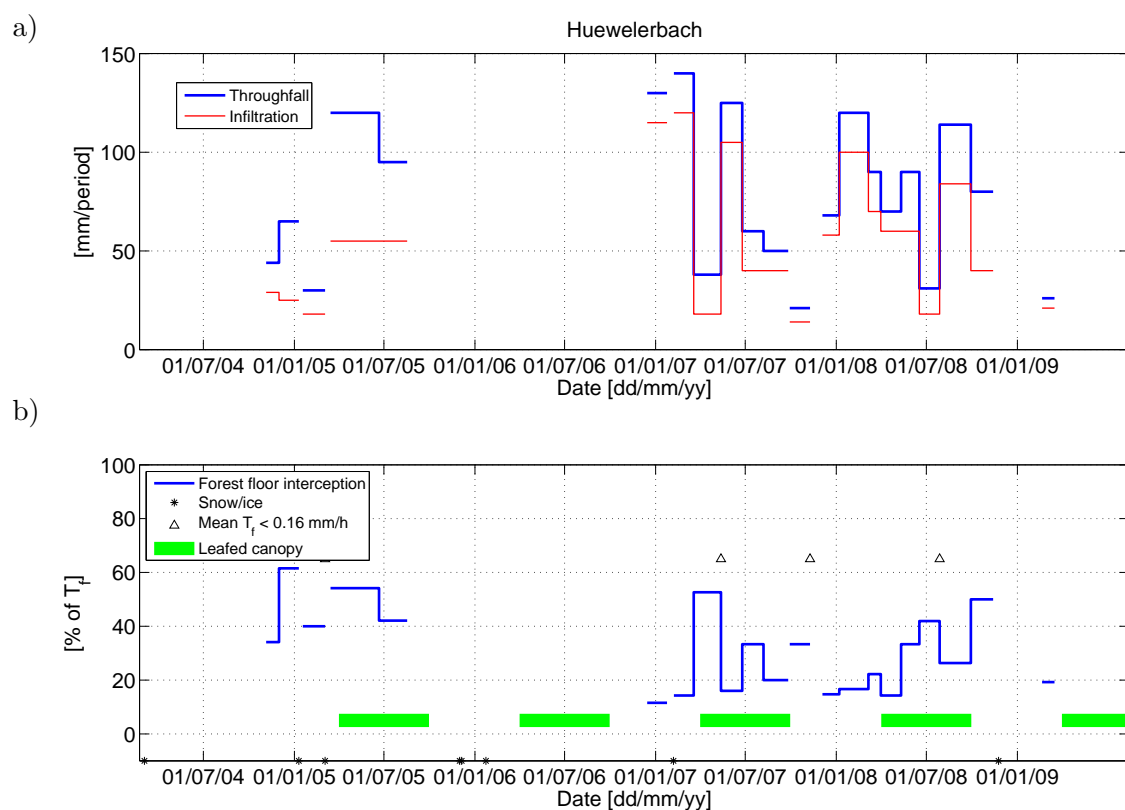 a)
Huewelerbach
150
100
50
0
[mm/period]
Throughfall
Infiltration
01/07/04 01/01/05 01/07/05 01/01/06 01/07/06 01/01/07 01/07/07 01/01/08 01/07/08 01/01/09
Date [dd/mm/yy]
b)
100
80
60
40
20
0
[% of T_f]
Forest floor interception
Snow/ice
Mean T_f < 0.16 mm/h
Leafed canopy
01/07/04 01/01/05 01/07/05 01/01/06 01/07/06 01/01/07 01/07/07 01/01/08 01/07/08 01/01/09
Date [dd/mm/yy]